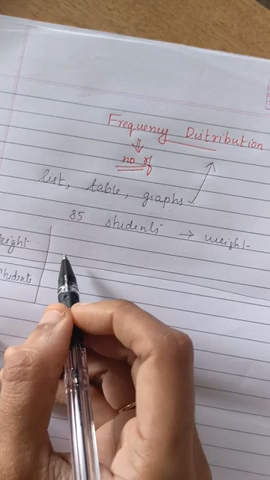 Frequency Distribution
no of
list, table, graphs
85 students → weight
weight
students